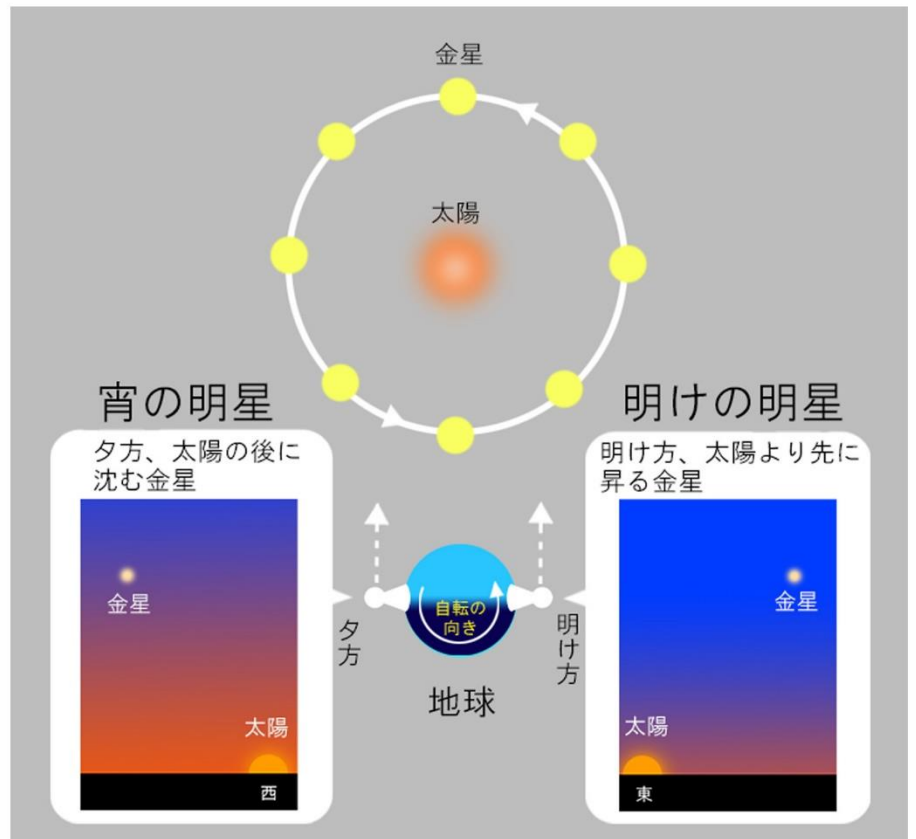 金星
太陽
宵の明星
夕方、太陽の後に
沈む金星
金星
太陽
西
明けの明星
明け方、太陽より先に
昇る金星
金星
太陽
東
夕方
自転の
向き
明け方
地球